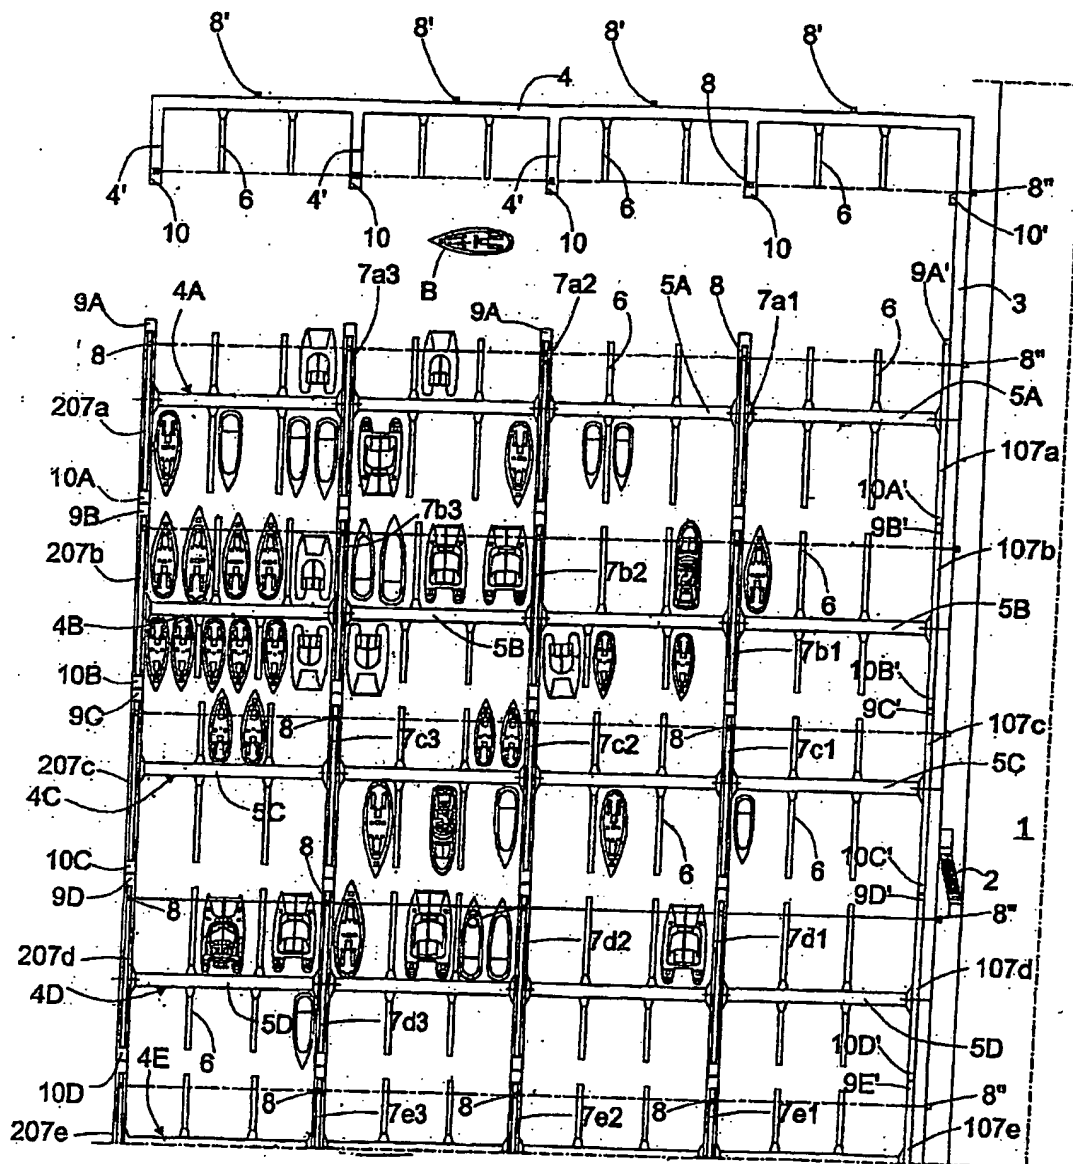 8' 8' 8' 8'
4 8
4' 6 4' 4' 6 6 8"
10 10 10 10 10'
B
7a3 7a2 5A 8 7a1 9A'
9A 4A 9A 6 6 3
8 8"
207a 5A
107a
10A 10A'
9B 7b3 9B'
207b 7b2 6 107b
4B 5B 5B
7b1
10B 10B'
9C 8 7c3 7c2 8 7c1 9C'
207c 107c
4C 5C 5C
1
10C 8 6 6 10C'
9D 9D' 2
8 8"
207d 7d2 7d1 107d
4D 5D 7d3 5D
6 10D'
10D 4E 9E'
8 8 8 8"
207e 7e3 7e2 7e1 107e